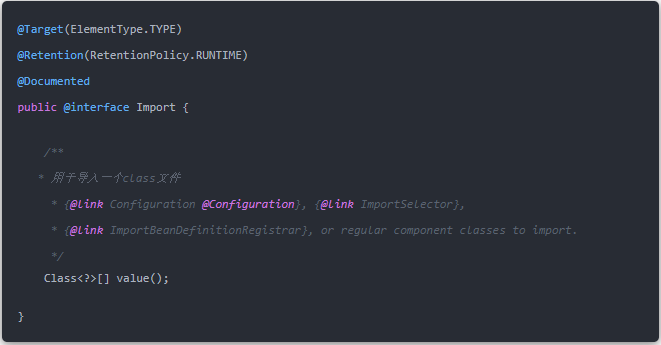 @Target(ElementType.TYPE)
@Retention(RetentionPolicy.RUNTIME)
@Documented
public @interface Import {
/**
* 用于导入一个class文件
* {@link Configuration @Configuration}, {@link ImportSelector},
* {@link ImportBeanDefinitionRegistrar}, or regular component classes to import.
*/
Class<?>[] value();
}